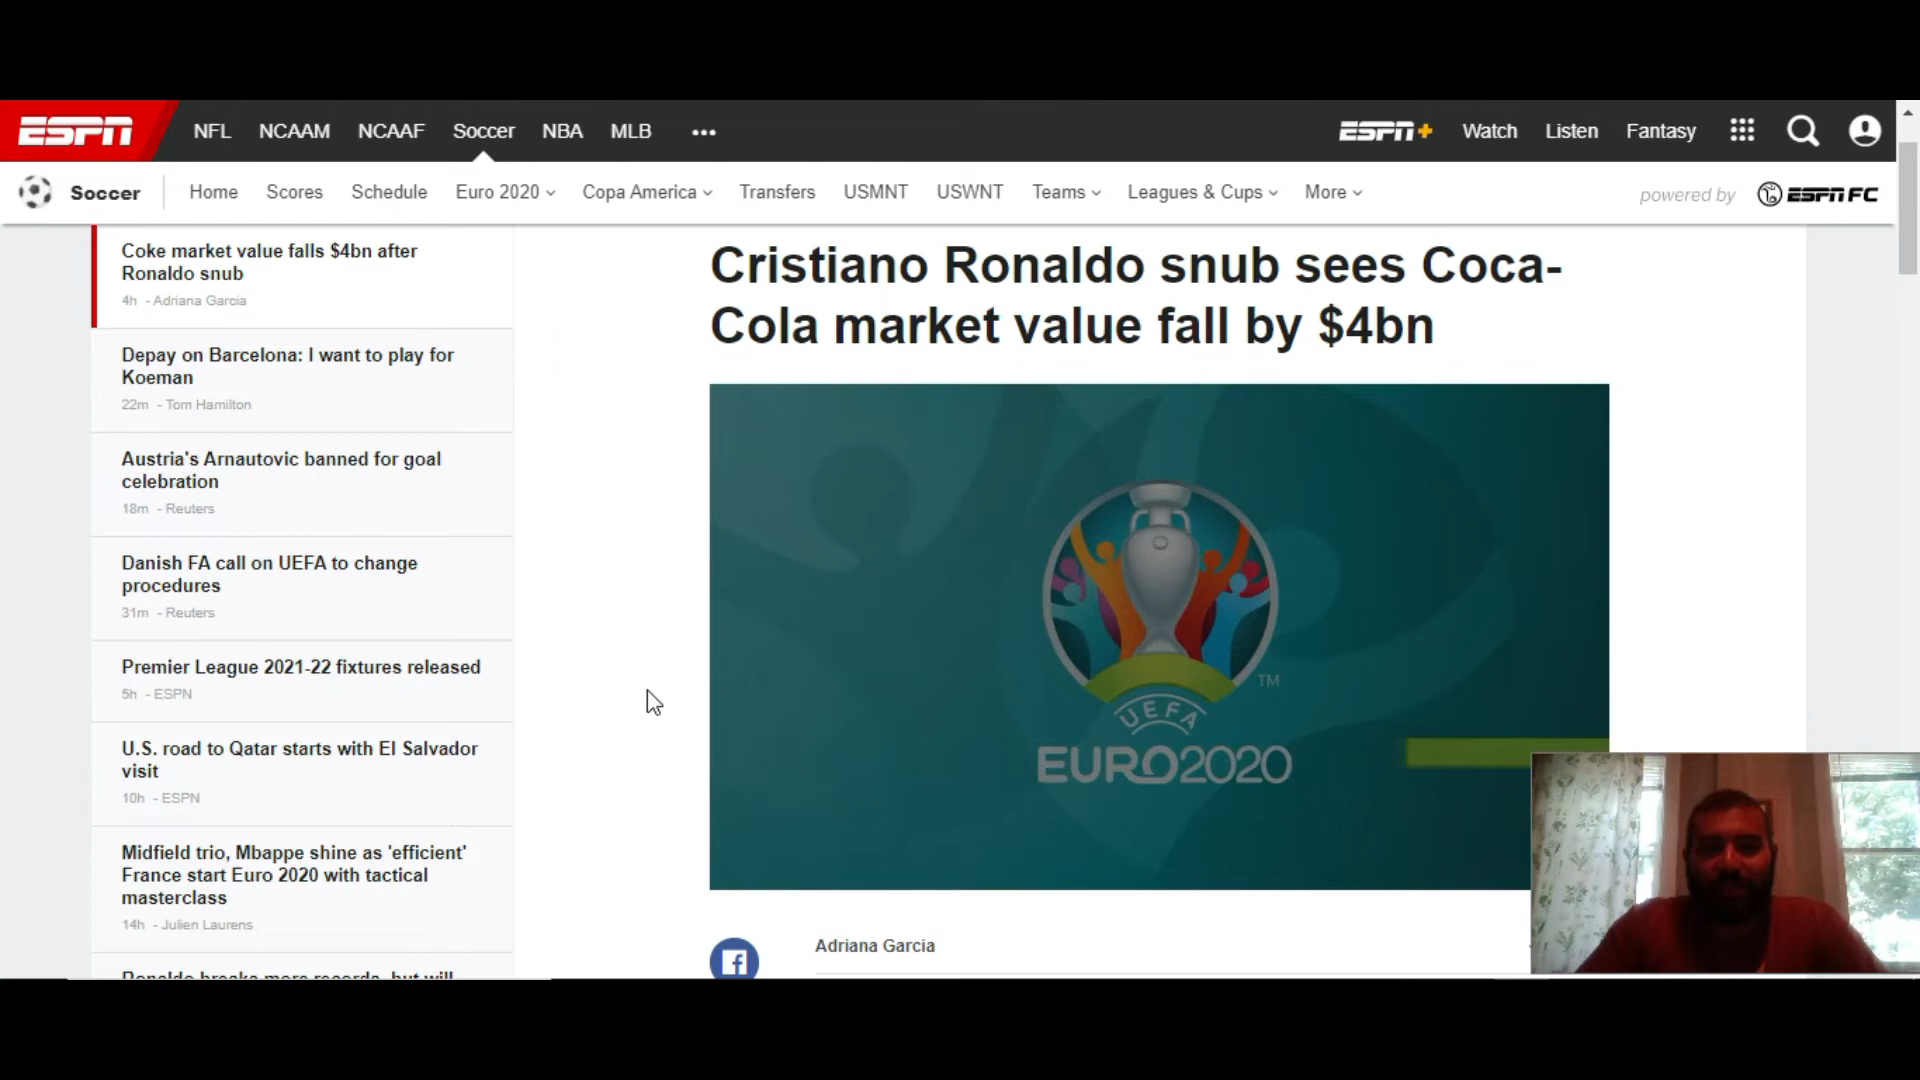 ESPN NFL NCAAM NCAAF Soccer NBA MLB ESPN+ Watch Listen Fantasy
Soccer Home Scores Schedule Euro 2020 Copa America Transfers USMNT USWNT Teams Leagues & Cups More powered by ESPN FC
Coke market value falls $4bn after
Ronaldo snub
4h - Adriana Garcia
Depay on Barcelona: I want to play for
Koeman
22m - Tom Hamilton
Austria's Arnautovic banned for goal
celebration
18m - Reuters
Danish FA call on UEFA to change
procedures
31m - Reuters
Premier League 2021-22 fixtures released
5h - ESPN
U.S. road to Qatar starts with El Salvador
visit
10h - ESPN
Midfield trio, Mbappe shine as 'efficient'
France start Euro 2020 with tactical
masterclass
14h - Julien Laurens
Ronaldo breaks more records, but will
Cristiano Ronaldo snub sees Coca-
Cola market value fall by $4bn
TM
UEFA
EURO2020
Adriana Garcia